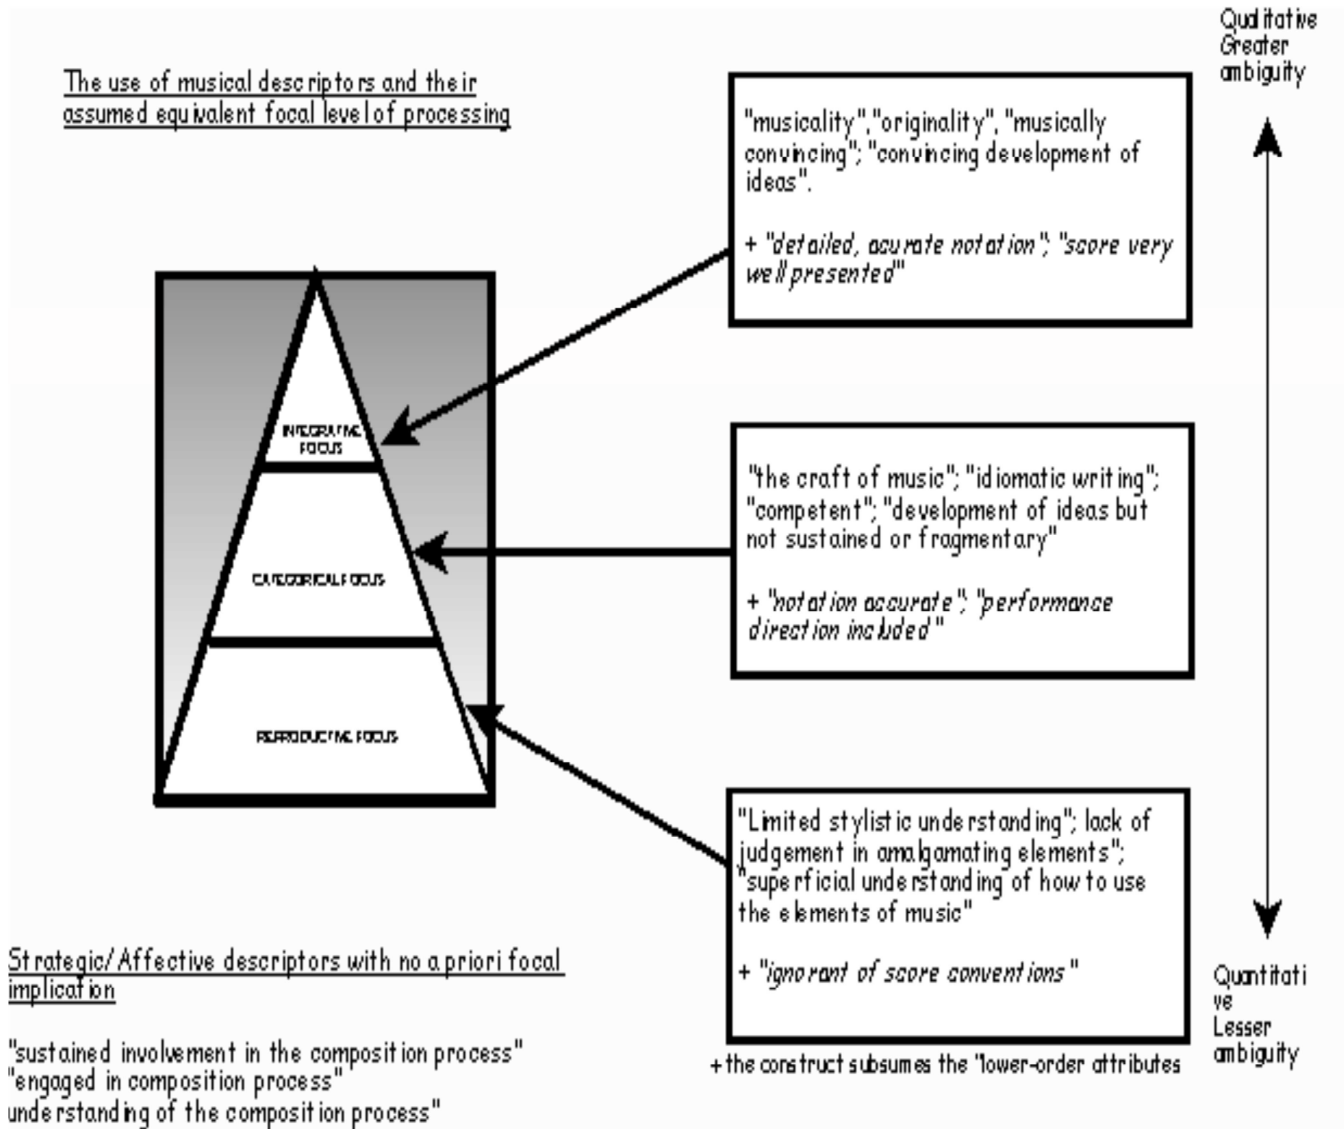 Qualitative
Greater
ambiguity
The use of musical descriptors and their
assumed equivalent focal level of processing
"musicality", "originality", "musically
convincing"; "convincing development of
ideas".
+ "detailed, acurate notation"; "score very
well presented"
INTEGRATIVE
FOCUS
"the craft of music"; "idiomatic writing";
"competent"; "development of ideas but
not sustained or fragmentary"
+ "notation accurate"; "performance
direction included"
CATEGORICAL FOCUS
REPRODUCTIVE FOCUS
"Limited stylistic understanding"; lack of
judgement in amalgamating elements";
"superficial understanding of how to use
the elements of music"
+ "ignorant of score conventions"
Quantitati
ve
Lesser
ambiguity
+ the construct subsumes the "lower-order attributes
Strategic/Affective descriptors with no a priori focal
implication
"sustained involvement in the composition process"
"engaged in composition process"
understanding of the composition process"